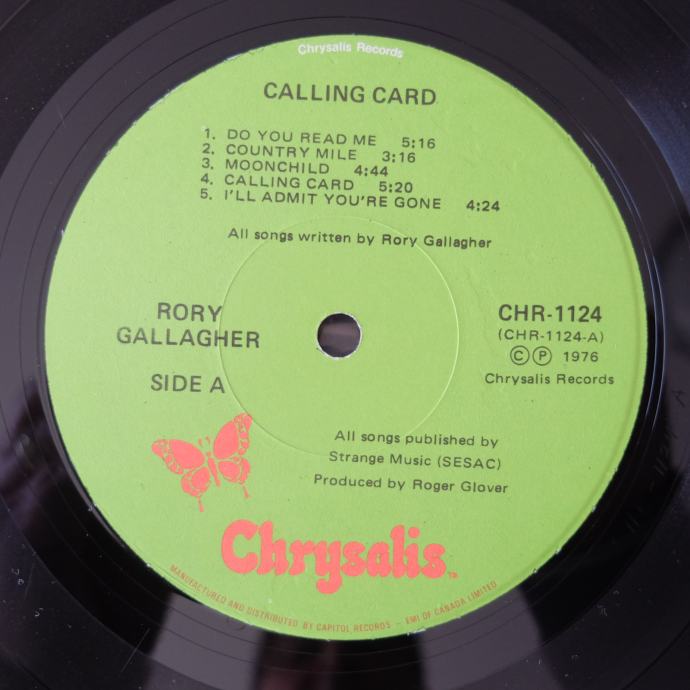 Chrysalis Records
CALLING CARD
1. DO YOU READ ME 5:16
2. COUNTRY MILE 3:16
3. MOONCHILD 4:44
4. CALLING CARD 5:20
5. I'LL ADMIT YOU'RE GONE 4:24
All songs written by Rory Gallagher
RORY
GALLAGHER
SIDE A
CHR-1124
(CHR-1124-A)
©℗ 1976
Chrysalis Records
All songs published by
Strange Music (SESAC)
Produced by Roger Glover
Chrysalis™
MANUFACTURED AND DISTRIBUTED BY CAPITOL RECORDS - EMI OF CANADA LIMITED